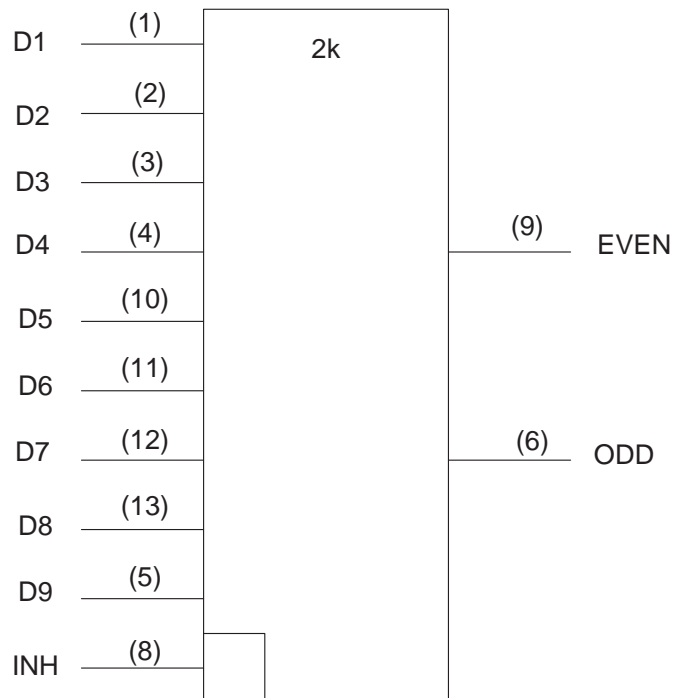 D1 (1) 2k
D2 (2)
D3 (3)
D4 (4) (9) EVEN
D5 (10)
D6 (11)
D7 (12) (6) ODD
D8 (13)
D9 (5)
INH (8)